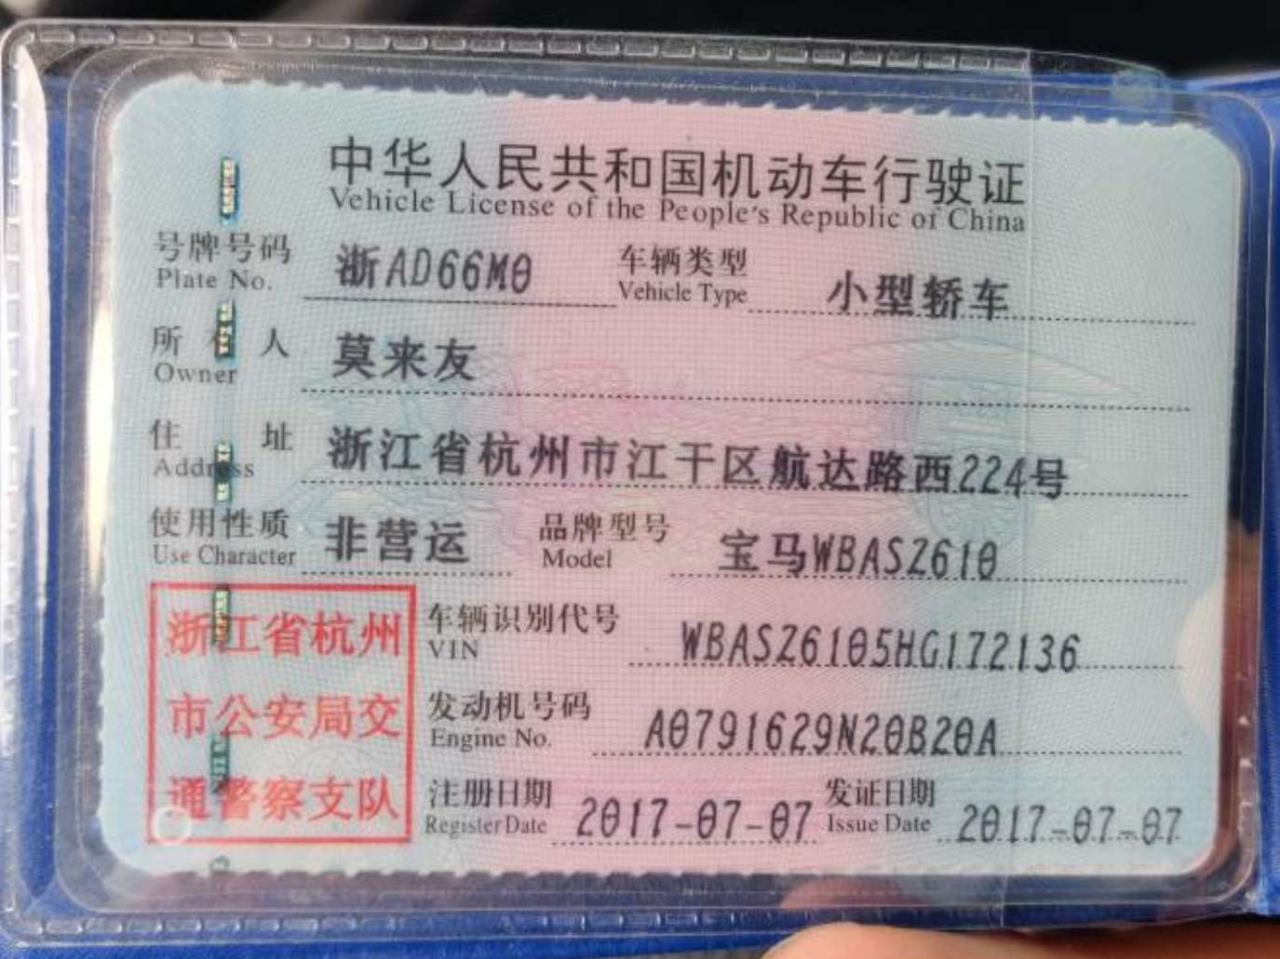 中华人民共和国机动车行驶证
Vehicle License of the People's Republic of China
号牌号码 浙AD66M0 车辆类型 小型轿车
Plate No. Vehicle Type
所有人 莫来友
Owner
住址 浙江省杭州市江干区航达路西224号
Address
使用性质 非营运 品牌型号 宝马WBASZ610
Use Character Model
浙江省杭州
市公安局交
通警察支队
车辆识别代号 WBASZ6105HG172136
VIN
发动机号码 A0791629N20B20A
Engine No.
注册日期 2017-07-07 发证日期 2017-07-07
Register Date Issue Date